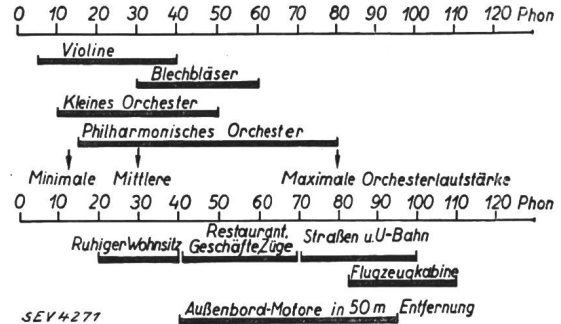 0 10 20 30 40 50 60 70 80 90 100 110 120 Phon
Violine
Blechbläser
Kleines Orchester
Philharmonisches Orchester
Minimale Mittlere Maximale Orchesterlautstärke
0 10 20 30 40 50 60 70 80 90 100 110 Phon
Ruhiger Wohnsitz
Restaurant,
Geschäfte, Züge
Straßen u. U-Bahn
Flugzeugkabine
Außenbord-Motore in 50 m Entfernung
SEV 4271